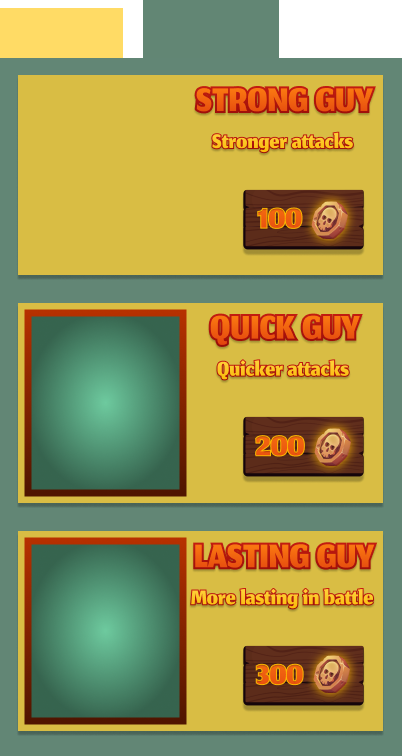 STRONG GUY
Stronger attacks
100
QUICK GUY
Quicker attacks
200
LASTING GUY
More lasting in battle
300